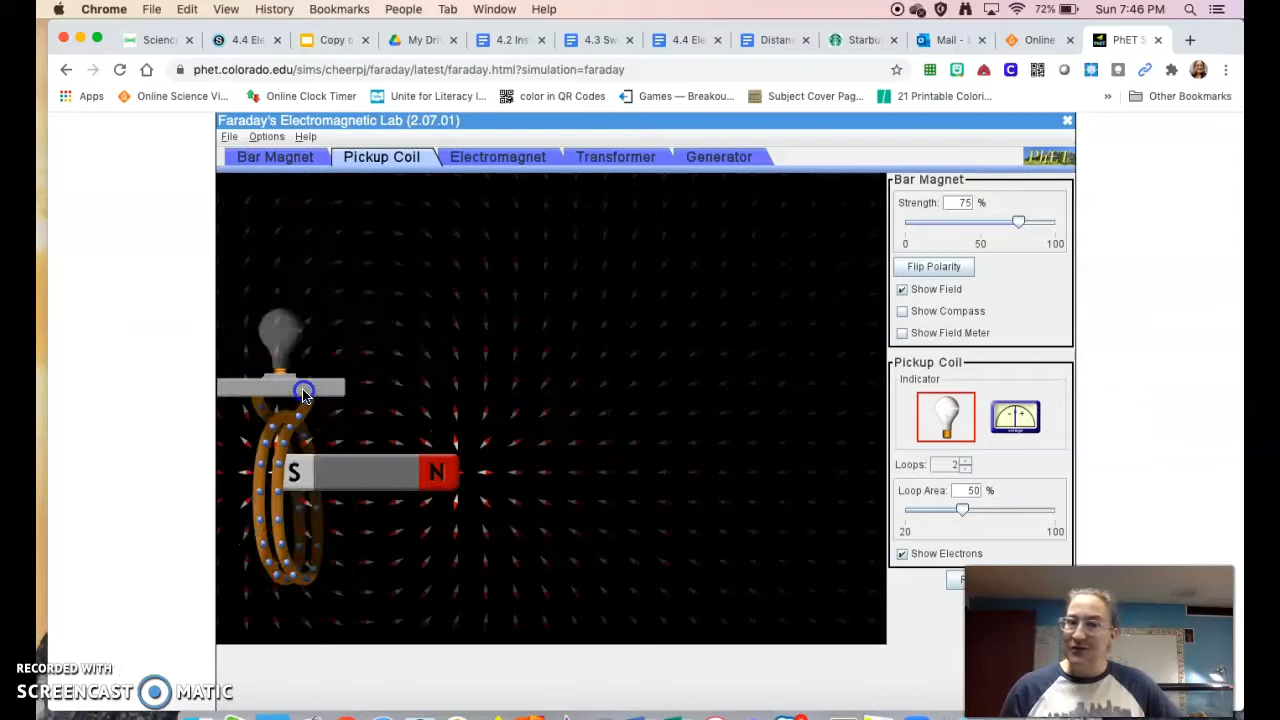 Chrome File Edit View History Bookmarks People Tab Window Help 72% Sun 7:46 PM
Scienc 4.4 Ele Copy o My Driv 4.2 Ins 4.3 Sw 4.4 Ele Distan Starbu Mail - Online PhET S
phet.colorado.edu/sims/cheerpj/faraday/latest/faraday.html?simulation=faraday
Apps Online Science Vi... Online Clock Timer Unite for Literacy l... color in QR Codes Games — Breakou... Subject Cover Pag... 21 Printable Colori... » Other Bookmarks
Faraday's Electromagnetic Lab (2.07.01)
File Options Help
Bar Magnet Pickup Coil Electromagnet Transformer Generator PhET
Bar Magnet
Strength: 75 %
0 50 100
Flip Polarity
Show Field
Show Compass
Show Field Meter
Pickup Coil
Indicator
Loops: 2
Loop Area: 50 %
20 100
Show Electrons
S N
RECORDED WITH
SCREENCAST MATIC